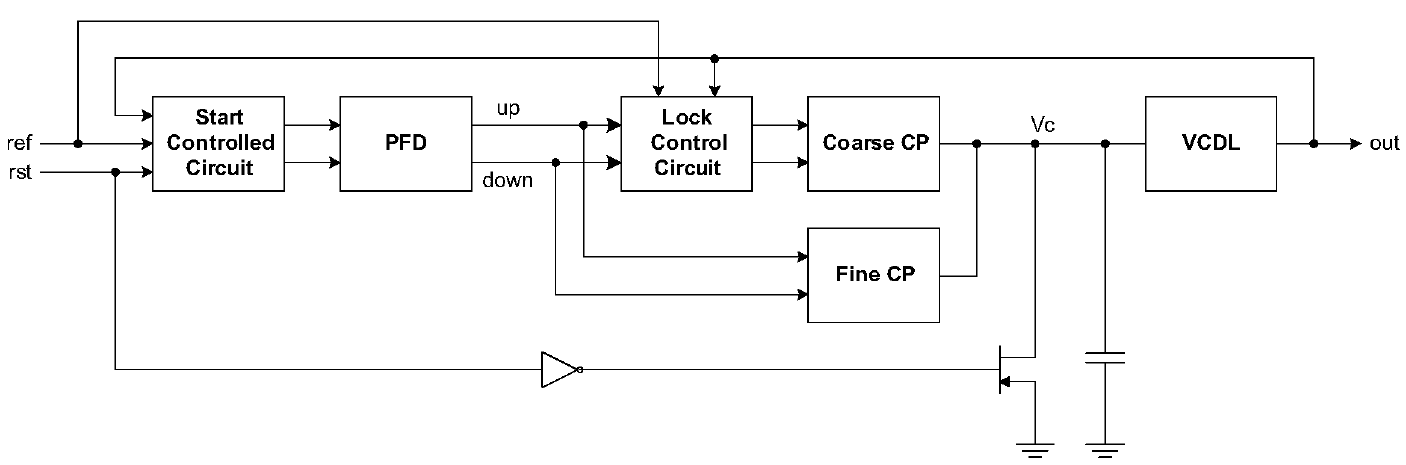 ref
rst
Start
Controlled
Circuit
PFD
up
down
Lock
Control
Circuit
Coarse CP
Fine CP
Vc
VCDL
out